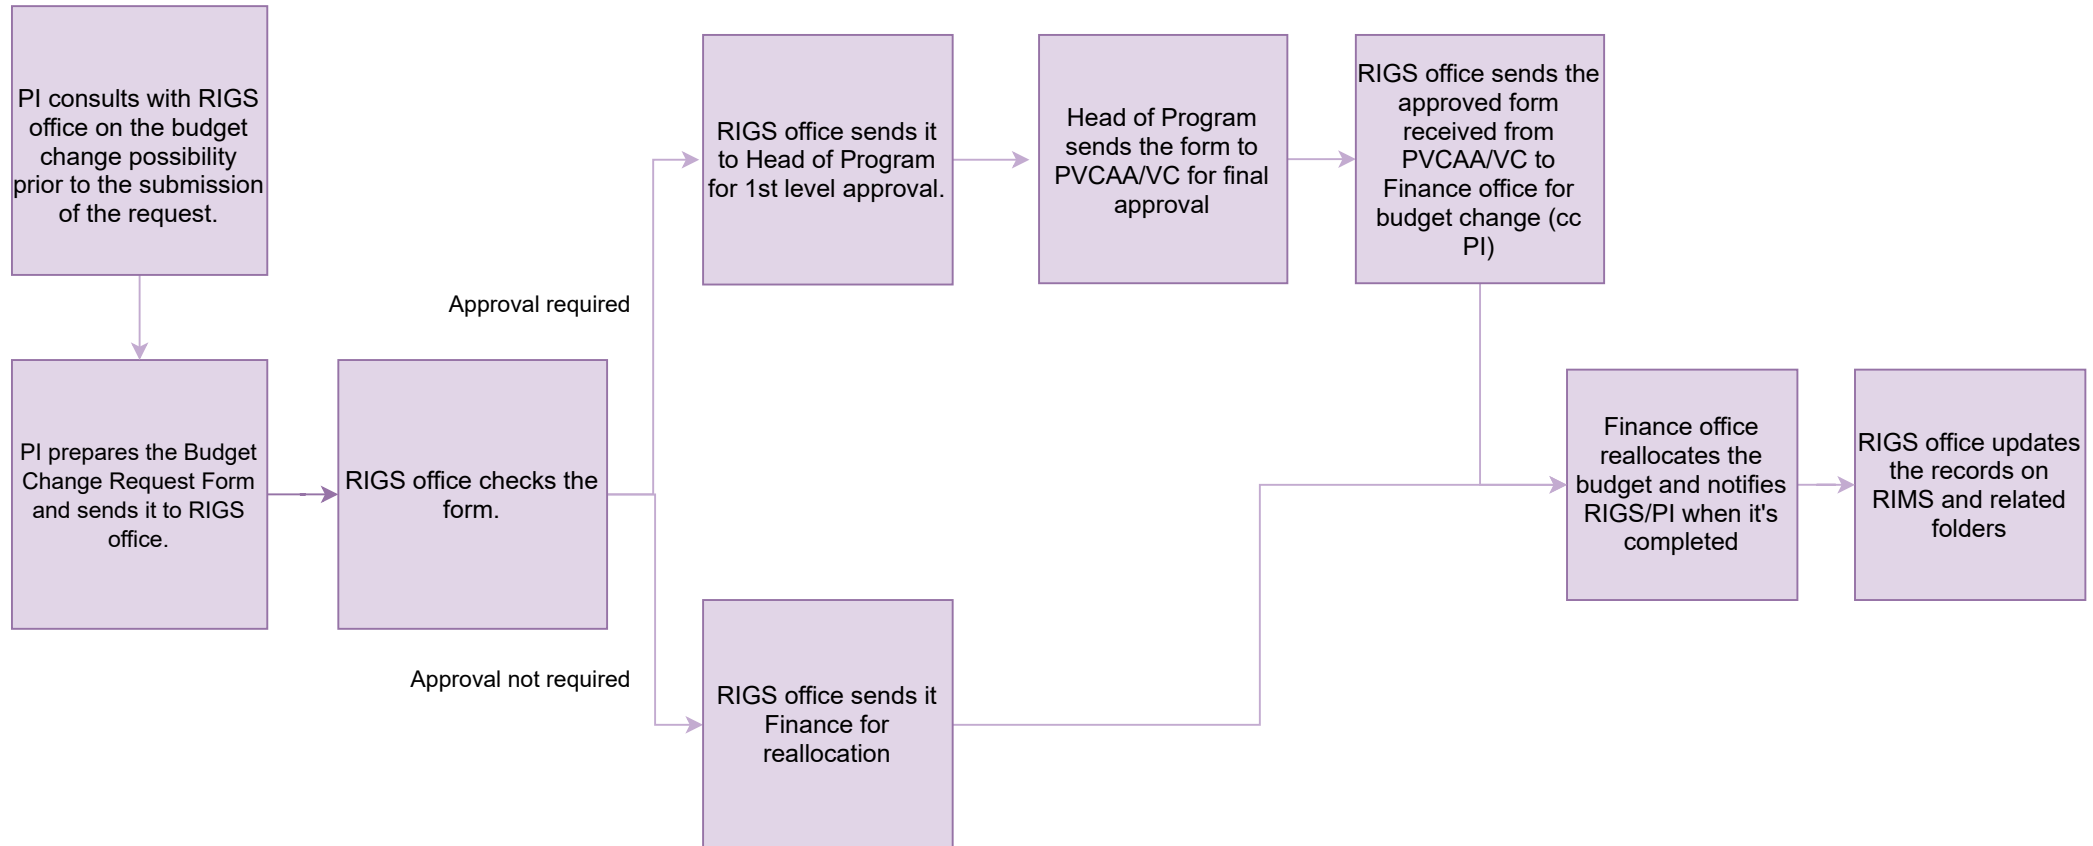 PI consults with RIGS
office on the budget
change possibility
prior to the submission
of the request.
PI prepares the Budget
Change Request Form
and sends it to RIGS
office.
RIGS office checks the
form.
Approval required
RIGS office sends it
to Head of Program
for 1st level approval.
Head of Program
sends the form to
PVCAA/VC for final
approval
RIGS office sends the
approved form
received from
PVCAA/VC to
Finance office for
budget change (cc
PI)
Approval not required
RIGS office sends it
Finance for
reallocation
Finance office
reallocates the
budget and notifies
RIGS/PI when it's
completed
RIGS office updates
the records on
RIMS and related
folders